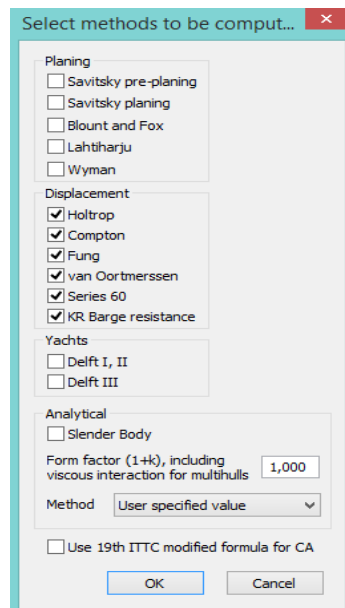 Select methods to be comput...
Planing
Savitsky pre-planing
Savitsky planing
Blount and Fox
Lahtiharju
Wyman
Displacement
Holtrop
Compton
Fung
van Oortmerssen
Series 60
KR Barge resistance
Yachts
Delft I, II
Delft III
Analytical
Slender Body
Form factor (1+k), including
viscous interaction for multihulls
1,000
Method User specified value
Use 19th ITTC modified formula for CA
OK Cancel